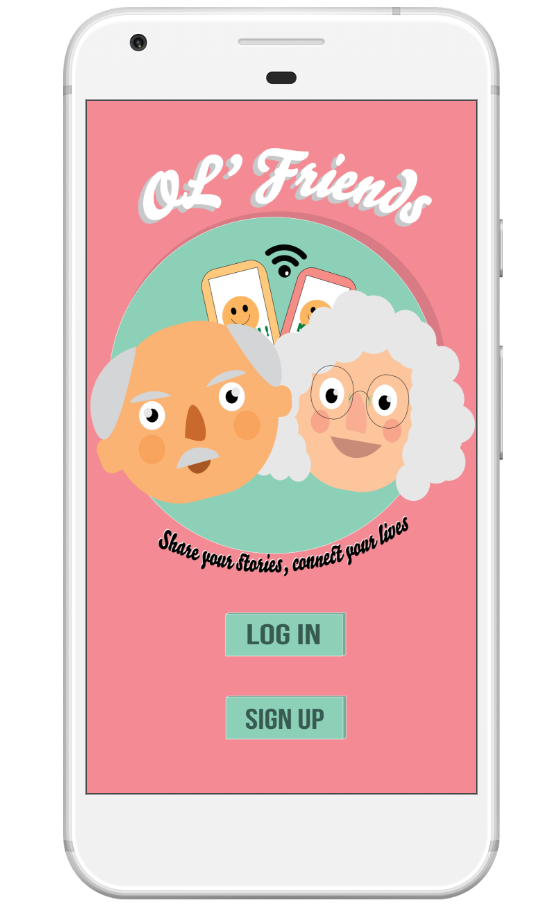 OL' Friends
Share your stories, connect your lives
LOG IN
SIGN UP